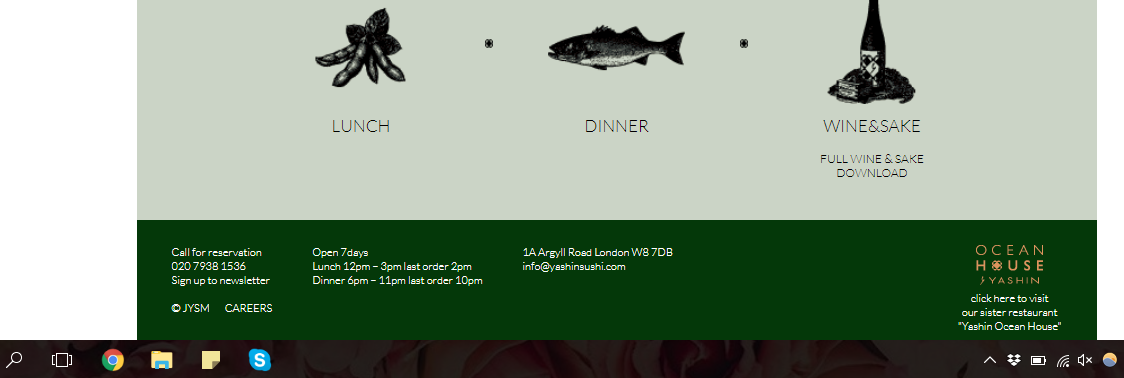 LUNCH
DINNER
WINE&SAKE
FULL WINE & SAKE
DOWNLOAD
Call for reservation
020 7938 1536
Sign up to newsletter
© JYSM CAREERS
Open 7days
Lunch 12pm – 3pm last order 2pm
Dinner 6pm – 11pm last order 10pm
1A Argyll Road London W8 7DB
info@yashinsushi.com
OCEAN
HOUSE
YASHIN
click here to visit
our sister restaurant
"Yashin Ocean House"